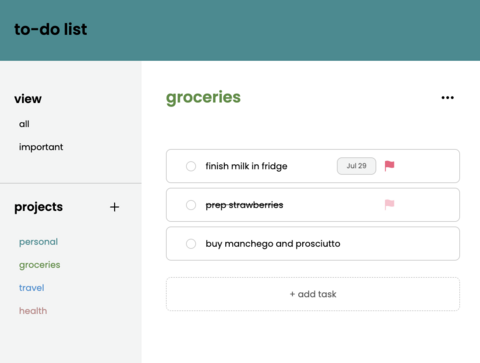 to-do list
view
all
important
projects +
personal
groceries
travel
health
groceries
finish milk in fridge Jul 29
prep strawberries
buy manchego and prosciutto
+ add task